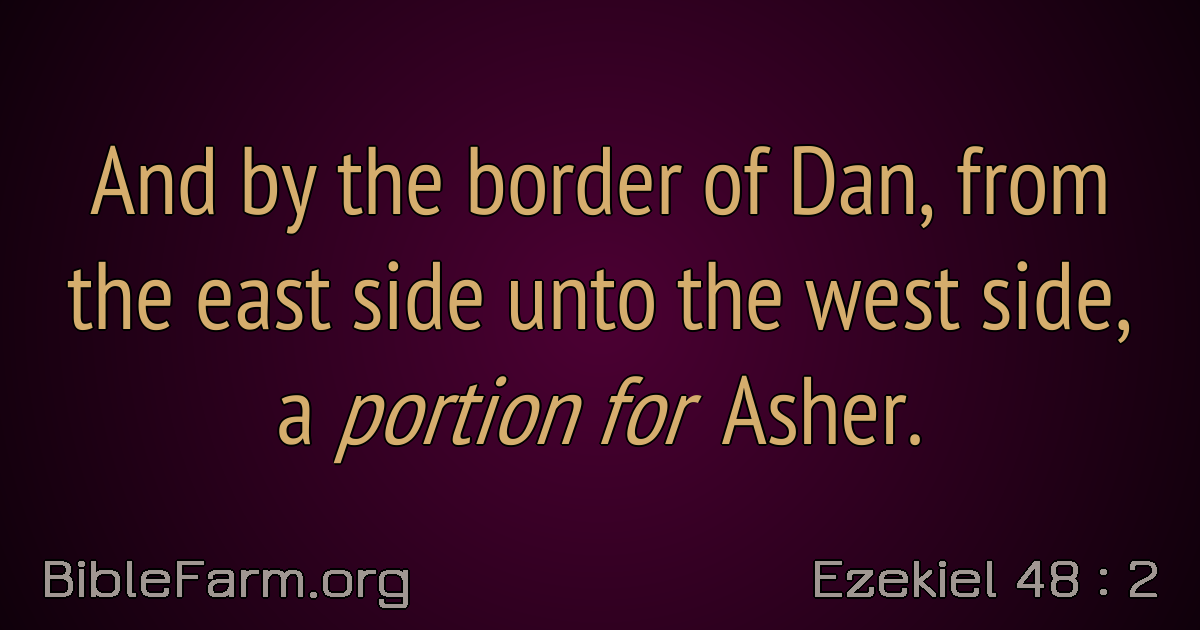 And by the border of Dan, from
the east side unto the west side,
a portion for Asher.
BibleFarm.org
Ezekiel 48 : 2